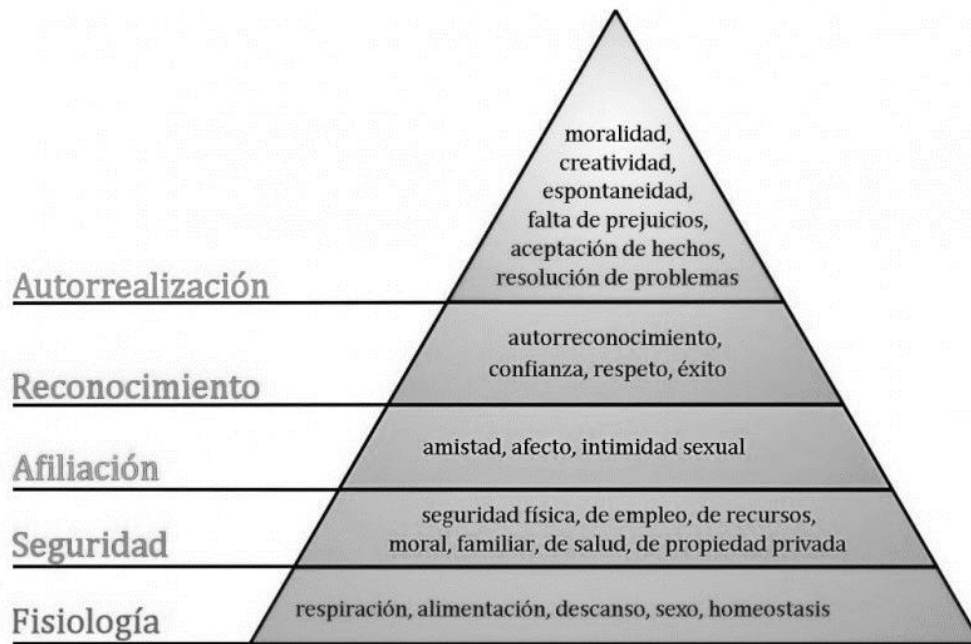 moralidad,
creatividad,
espontaneidad,
falta de prejuicios,
aceptación de hechos,
resolución de problemas
Autorrealización
autorreconocimiento,
confianza, respeto, éxito
Reconocimiento
amistad, afecto, intimidad sexual
Afiliación
seguridad física, de empleo, de recursos,
moral, familiar, de salud, de propiedad privada
Seguridad
respiración, alimentación, descanso, sexo, homeostasis
Fisiología